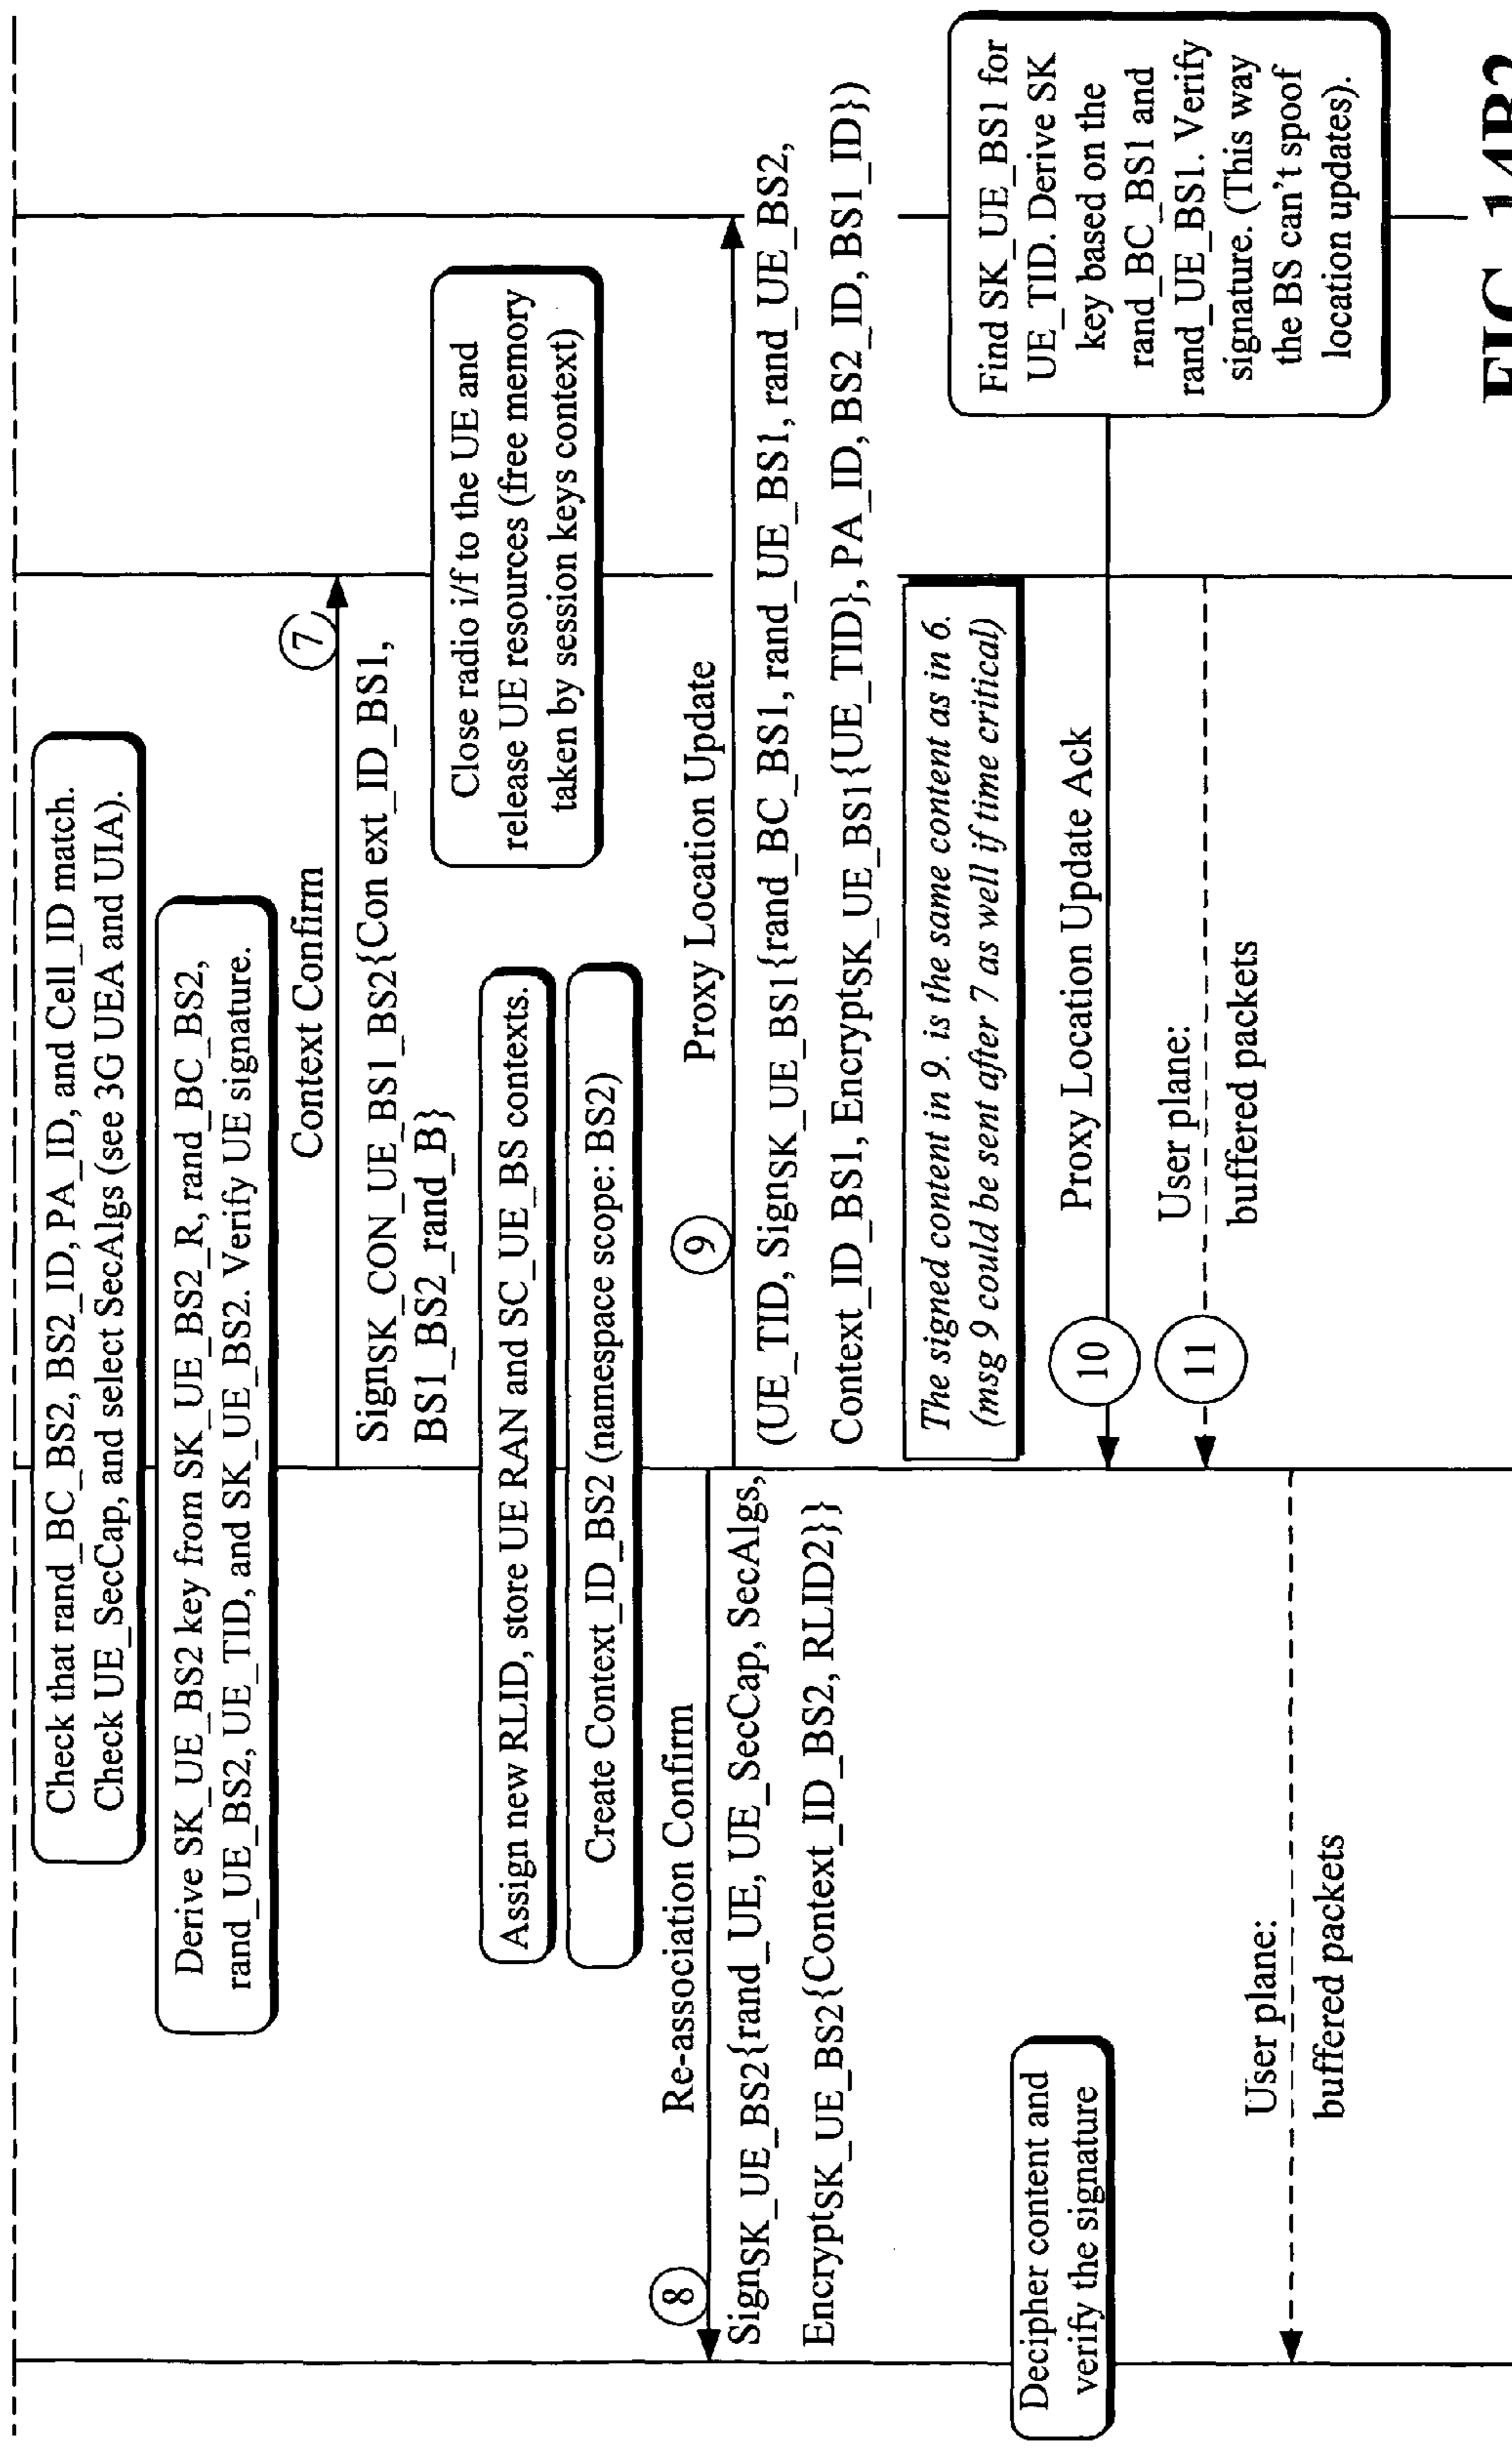 Check that rand_BC_BS2, BS2_ID, PA_ID, and Cell_ID match.
Check UE_SecCap, and select SecAlgs (see 3G UEA and UIA).
Derive SK_UE_BS2 key from SK_UE_BS2_R, rand_BC_BS2,
rand_UE_BS2, UE_TID, and SK_UE_BS2. Verify UE signature.
Context Confirm
7
SignSK_CON_UE_BS1_BS2{Con ext_ID_BS1,
BS1_BS2_rand_B}
Close radio i/f to the UE and
release UE resources (free memory
taken by session keys context)
Assign new RLID, store UE RAN and SC_UE_BS contexts.
Create Context_ID_BS2 (namespace scope: BS2)
8
Re-association Confirm
SignSK_UE_BS2{rand_UE, UE_SecCap, SecAlgs,
EncryptSK_UE_BS2{Context_ID_BS2, RLID2}}
9
Proxy Location Update
(UE_TID, SignSK_UE_BS1{rand_BC_BS1, rand_UE_BS1, rand_UE_BS2,
Context_ID_BS1, EncryptSK_UE_BS1{UE_TID}, PA_ID, BS2_ID, BS1_ID})
The signed content in 9. is the same content as in 6.
(msg 9 could be sent after 7 as well if time critical)
Find SK_UE_BS1 for
UE_TID. Derive SK
key based on the
rand_BC_BS1 and
rand_UE_BS1. Verify
signature. (This way
the BS can't spoof
location updates).
Decipher content and
verify the signature
10
Proxy Location Update Ack
11
User plane:
buffered packets
User plane:
buffered packets
FIG. 14B2